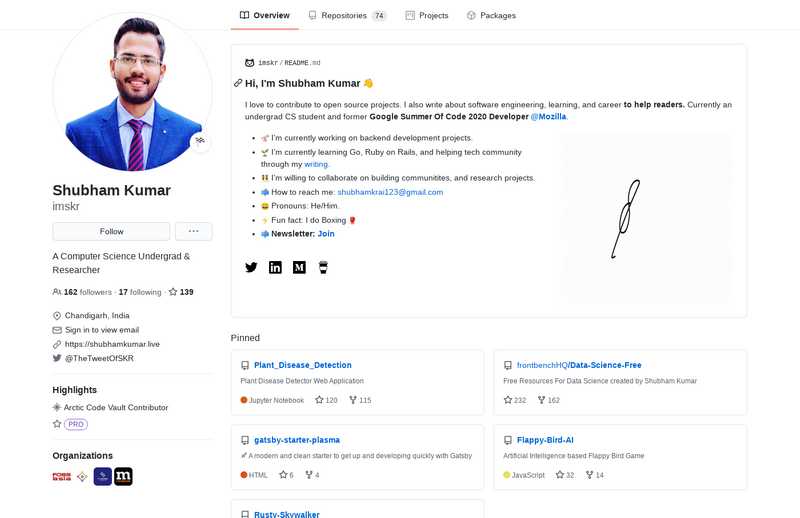 Overview
Repositories 74
Projects
Packages
imskr / README.md
Hi, I'm Shubham Kumar 👋
I love to contribute to open source projects. I also write about software engineering, learning, and career to help readers. Currently an
undergrad CS student and former Google Summer Of Code 2020 Developer @Mozilla.
I'm currently working on backend development projects.
I'm currently learning Go, Ruby on Rails, and helping tech community
through my writing.
I'm willing to collaborate on building communitites, and research projects.
How to reach me: shubhamkrai123@gmail.com
Pronouns: He/Him.
Fun fact: I do Boxing 🥊
Newsletter: Join
Shubham Kumar
imskr
Follow
A Computer Science Undergrad &
Researcher
162 followers · 17 following · 139
Chandigarh, India
Sign in to view email
https://shubhamkumar.live
@TheTweetOfSKR
Highlights
Arctic Code Vault Contributor
PRO
Organizations
FOSS
ASIA
Pinned
Plant_Disease_Detection
Plant Disease Detector Web Application
Jupyter Notebook 120 115
frontbenchHQ/Data-Science-Free
Free Resources For Data Science created by Shubham Kumar
232 162
gatsby-starter-plasma
A modern and clean starter to get up and developing quickly with Gatsby
HTML 6 4
Flappy-Bird-AI
Artificial Intelligence based Flappy Bird Game
JavaScript 32 14
Rusty-Skywalker